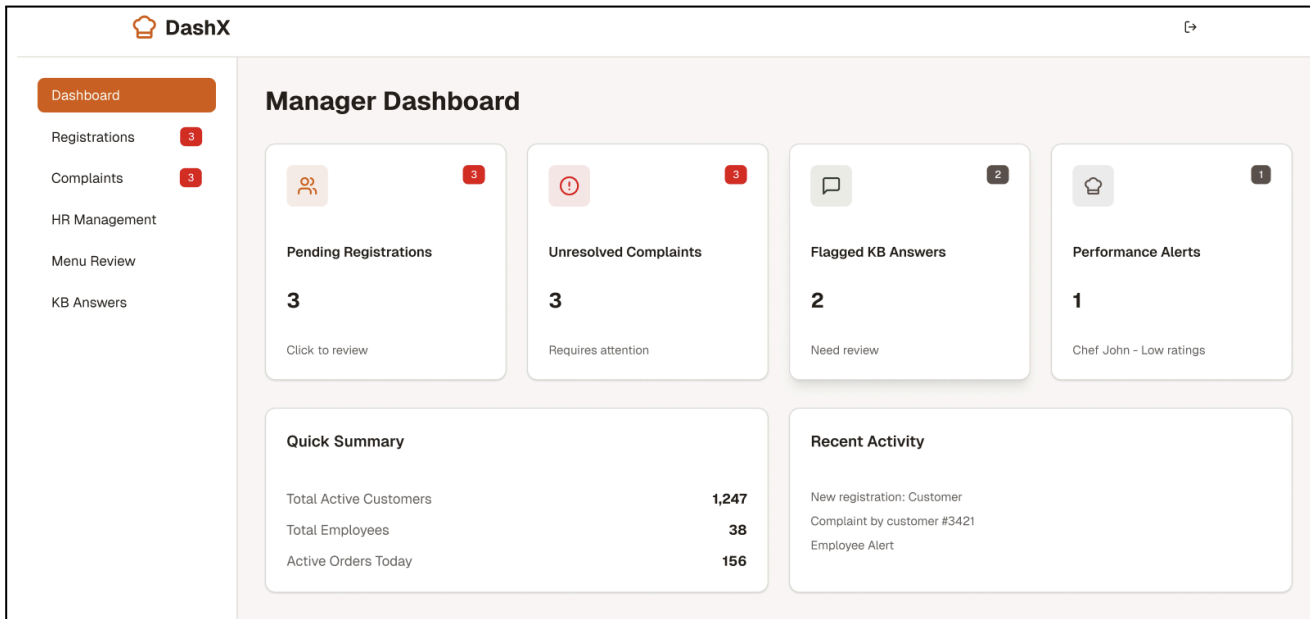 DashX
Dashboard
Registrations 3
Complaints 3
HR Management
Menu Review
KB Answers
Manager Dashboard
3
Pending Registrations
3
Click to review
3
Unresolved Complaints
3
Requires attention
2
Flagged KB Answers
2
Need review
1
Performance Alerts
1
Chef John - Low ratings
Quick Summary
Total Active Customers 1,247
Total Employees 38
Active Orders Today 156
Recent Activity
New registration: Customer
Complaint by customer #3421
Employee Alert